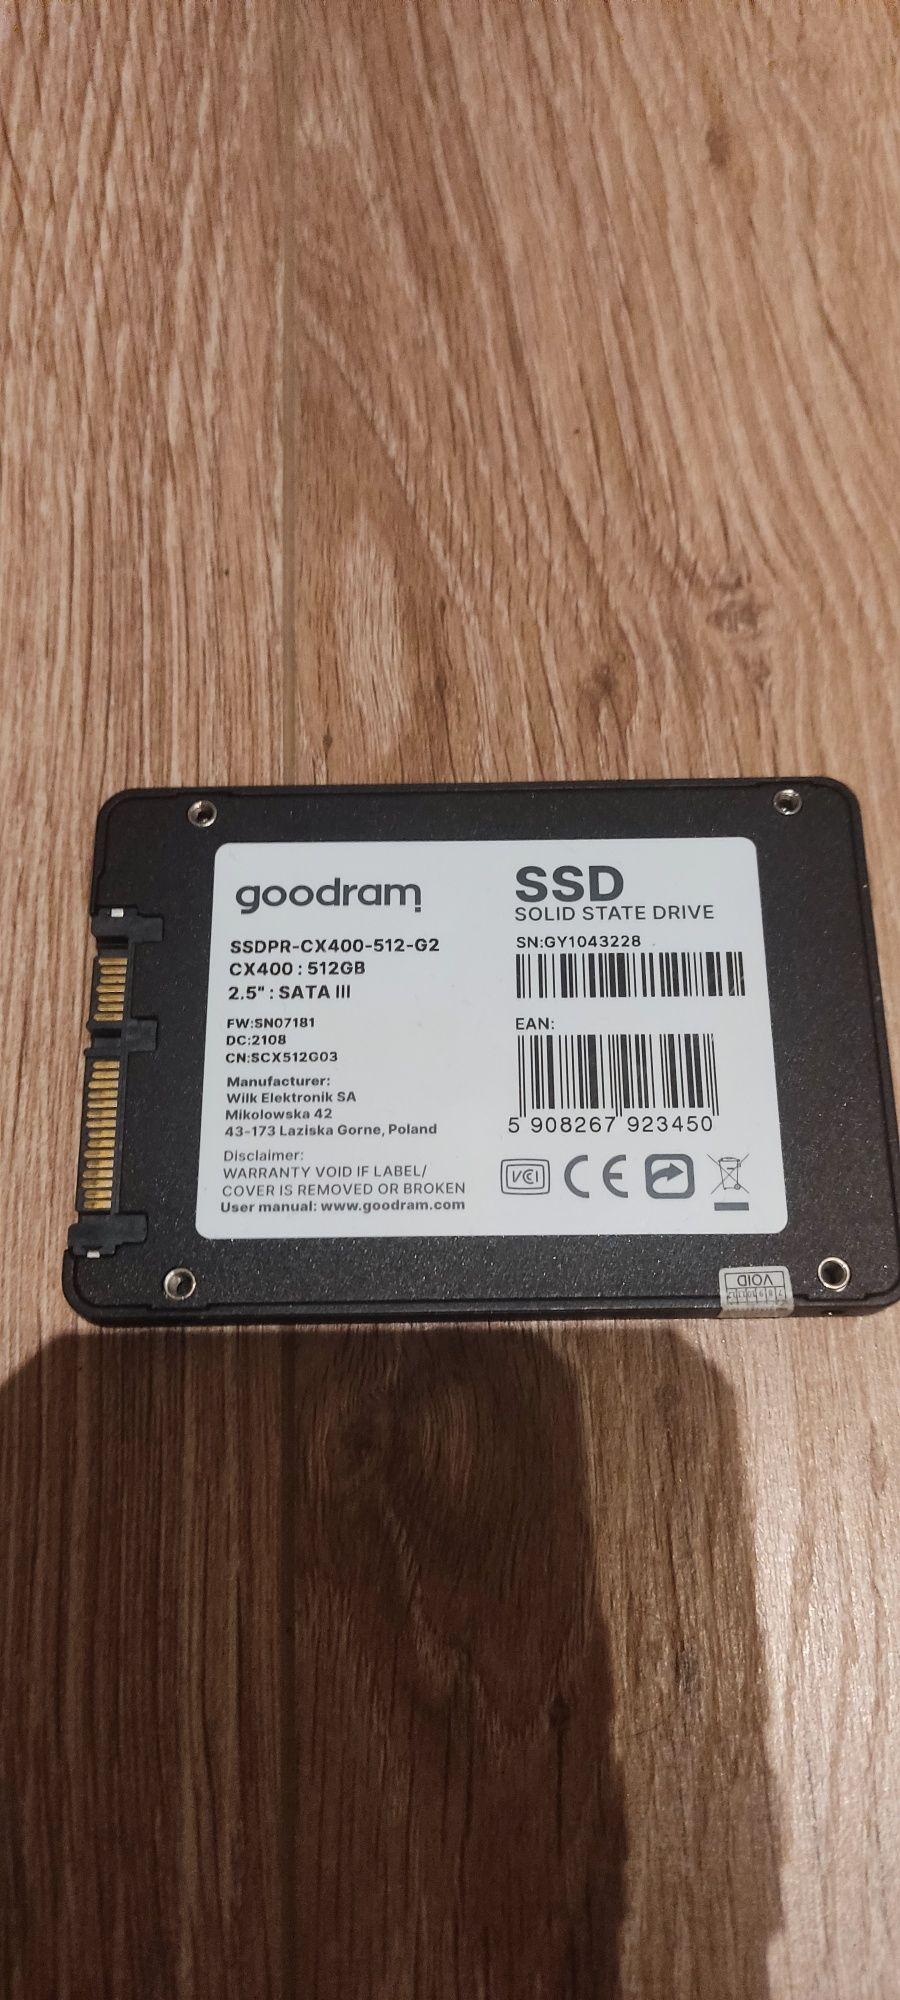 goodram
SSDPR-CX400-512-G2
CX400 : 512GB
2.5" : SATA III
FW:SN07181
DC:2108
CN:SCX512G03
Manufacturer:
Wilk Elektronik SA
Mikolowska 42
43-173 Laziska Gorne, Poland
Disclaimer:
WARRANTY VOID IF LABEL/
COVER IS REMOVED OR BROKEN
User manual: www.goodram.com
SSD
SOLID STATE DRIVE
SN:GY1043228
EAN:
5 908267 923450
VCI
CE
VOID